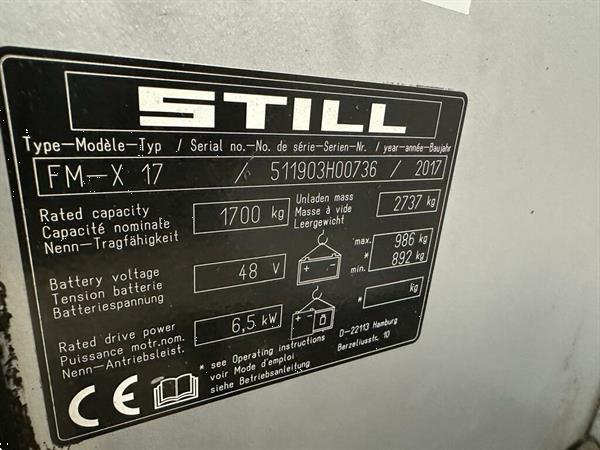 STILL
Type-Modèle-Typ / Serial no.-No. de série-Serien-Nr. / year-année-Baujahr
FM-X 17 / 511903H00736 / 2017
Rated capacity
Capacité nominale
Nenn-Tragfähigkeit
1700 kg
Unladen mass
Masse à vide
Leergewicht
2737 kg
Battery voltage
Tension batterie
Batteriespannung
48 V
max. 986 kg
* min. 892 kg
Rated drive power
Puissance motr.nom.
Nenn-Antriebsleist.
6,5 kW
* kg
* see Operating instructions
voir Mode d'emploi
siehe Betriebsanleitung
D-22113 Hamburg
Berzeliusstr. 10
CE